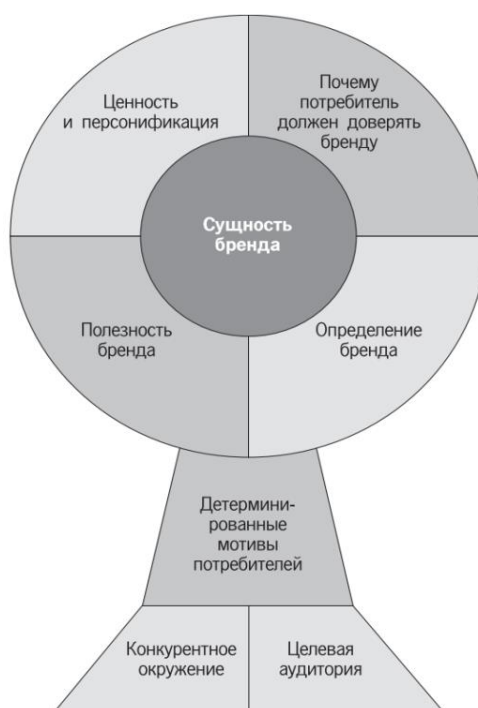 Ценность
и персонификация
Почему
потребитель
должен доверять
бренду
Сущность
бренда
Полезность
бренда
Определение
бренда
Детермини-
рованные
мотивы
потребителей
Конкурентное
окружение
Целевая
аудитория